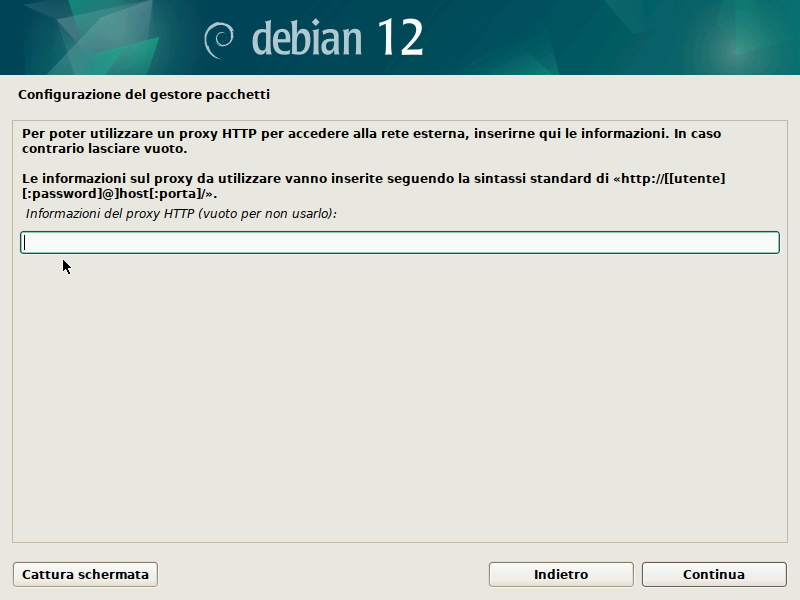 debian 12
Configurazione del gestore pacchetti
Per poter utilizzare un proxy HTTP per accedere alla rete esterna, inserirne qui le informazioni. In caso
contrario lasciare vuoto.
Le informazioni sul proxy da utilizzare vanno inserite seguendo la sintassi standard di «http://[[utente]
[:password]@]host[:porta]/».
Informazioni del proxy HTTP (vuoto per non usarlo):
Cattura schermata
Indietro
Continua